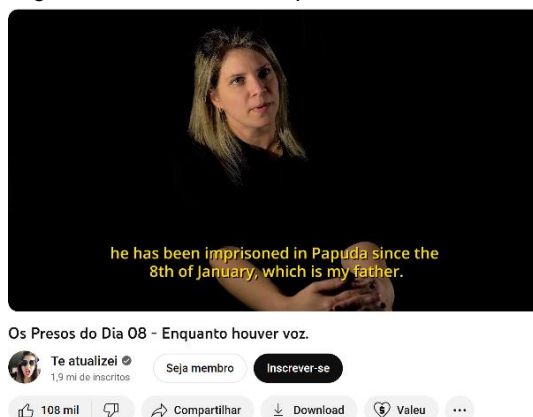 he has been imprisoned in Papuda since the
8th of January, which is my father.
Os Presos do Dia 08 - Enquanto houver voz.
Te atualizei
1,9 mi de inscritos
Seja membro
Inscrever-se
108 mil
Compartilhar
Download
Valeu
...